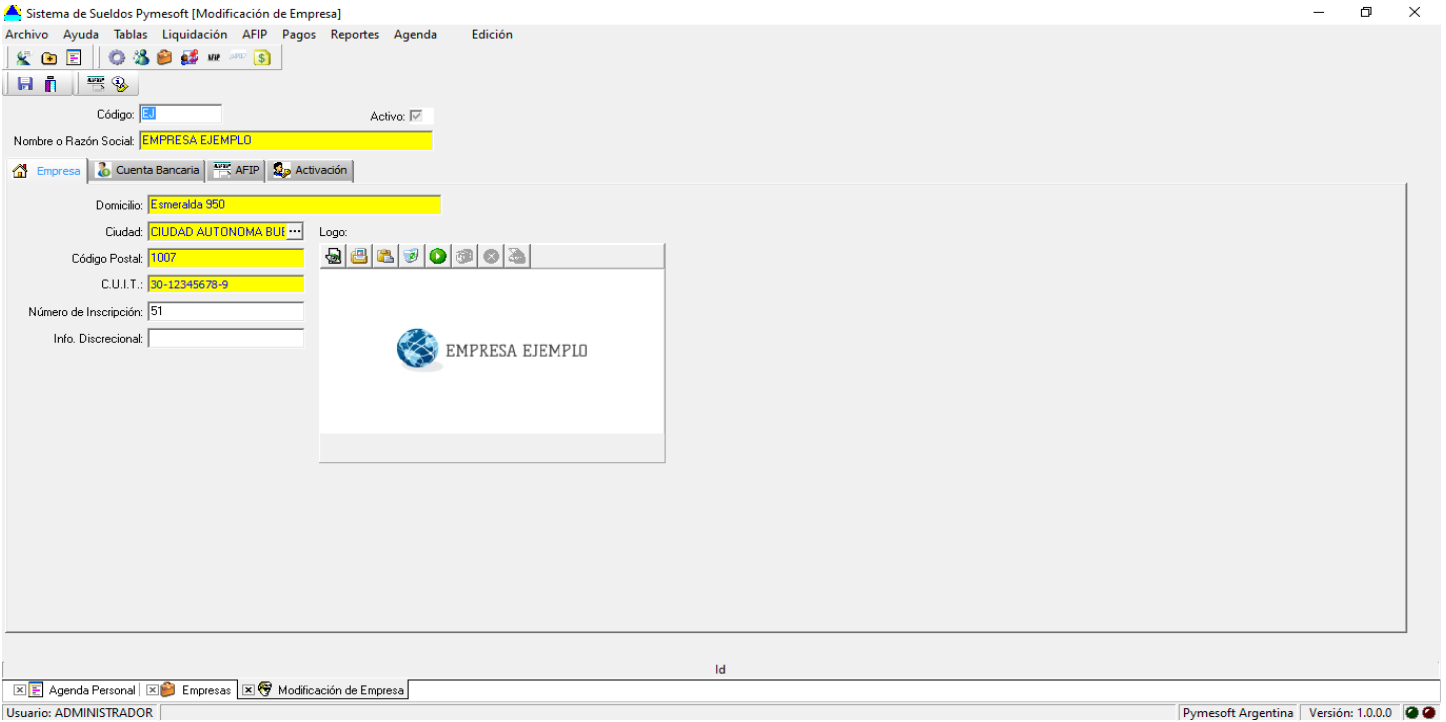 Sistema de Sueldos Pymesoft [Modificación de Empresa]
Archivo Ayuda Tablas Liquidación AFIP Pagos Reportes Agenda Edición
Código: EJ Activo:
Nombre o Razón Social: EMPRESA EJEMPLO
Empresa Cuenta Bancaria AFIP Activación
Domicilio: Esmeralda 950
Ciudad: CIUDAD AUTONOMA BUE ... Logo:
Código Postal: 1007
C.U.I.T.: 30-12345678-9
Número de Inscripción: 51
Info. Discrecional:
EMPRESA EJEMPLO
Id
Agenda Personal Empresas Modificación de Empresa
Usuario: ADMINISTRADOR Pymesoft Argentina Versión: 1.0.0.0